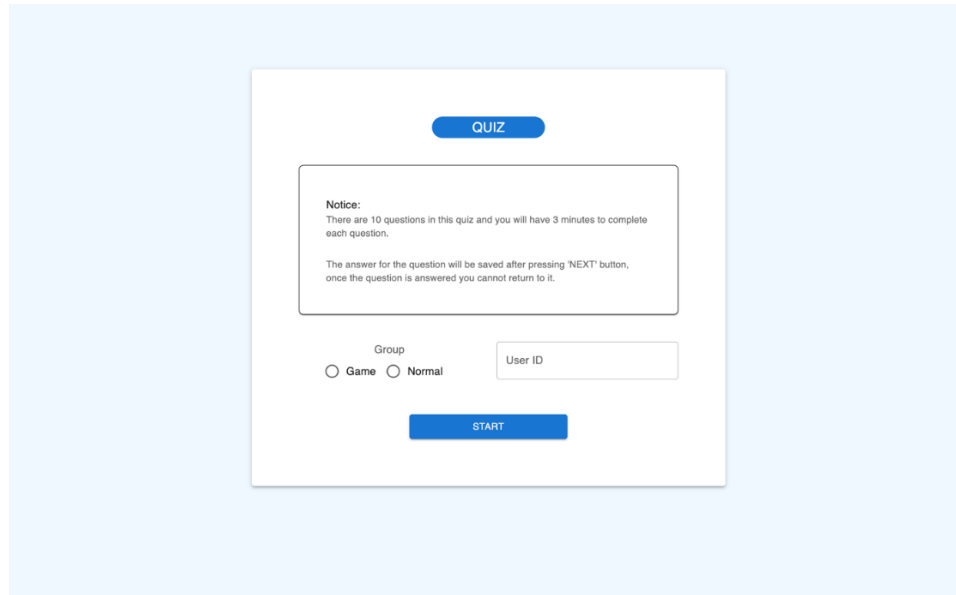 QUIZ
Notice:
There are 10 questions in this quiz and you will have 3 minutes to complete
each question.
The answer for the question will be saved after pressing 'NEXT' button,
once the question is answered you cannot return to it.
Group
Game Normal
User ID
START